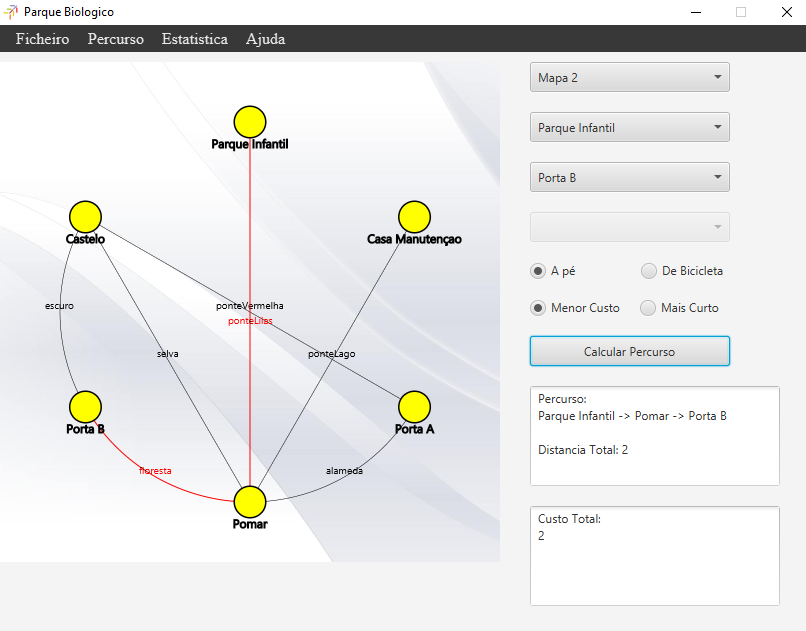 Parque Biologico
Ficheiro Percurso Estatistica Ajuda
Mapa 2
Parque Infantil
Porta B
A pé De Bicicleta
Menor Custo Mais Curto
Calcular Percurso
Percurso:
Parque Infantil -> Pomar -> Porta B
Distancia Total: 2
Custo Total:
2
Parque Infantil
Castelo
Casa Manutençao
escuro
ponteVermelha
ponteLilas
selva
ponteLago
Porta B
Porta A
floresta
alameda
Pomar